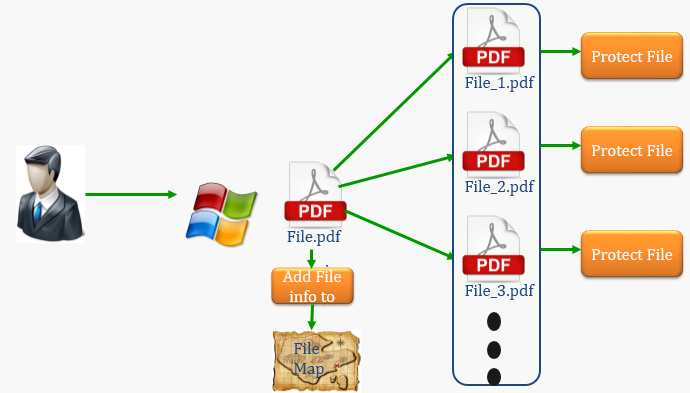 PDF
File_1.pdf
Protect File
PDF
File_2.pdf
Protect File
PDF
File.pdf
PDF
File_3.pdf
Protect File
Add File
info to
File
Map